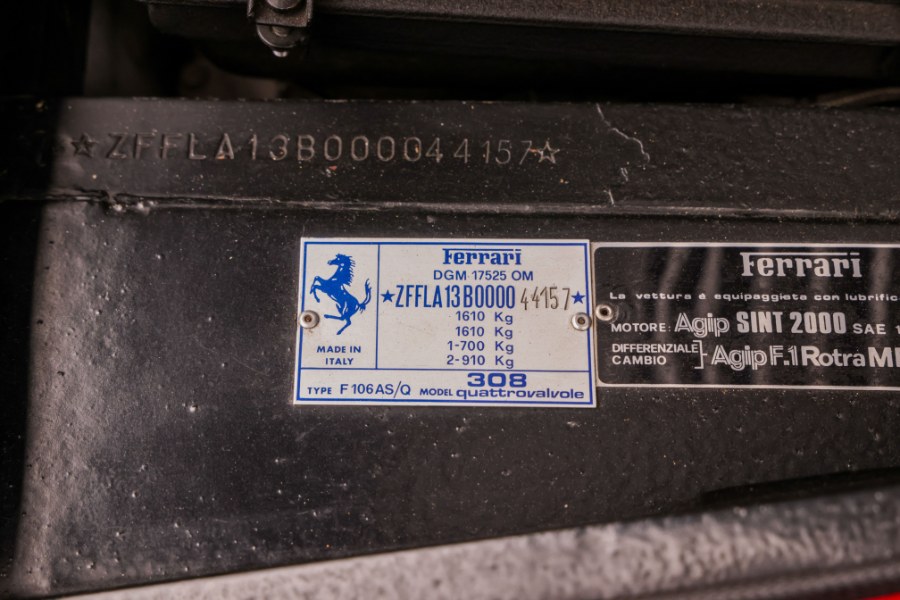 ☆ZFFLA13B000044157☆
Ferrari
DGM 17525 OM
★ZFFLA13B000044157★
1610 Kg
1610 Kg
1-700 Kg
2-910 Kg
MADE IN
ITALY
TYPE F106AS/Q MODEL 308 quattrovalvole
Ferrari
La vettura è equipaggiata con lubrific
MOTORE: Agip SINT 2000 SAE 1
DIFFERENZIALE
CAMBIO
Agip F.1 Rotra M